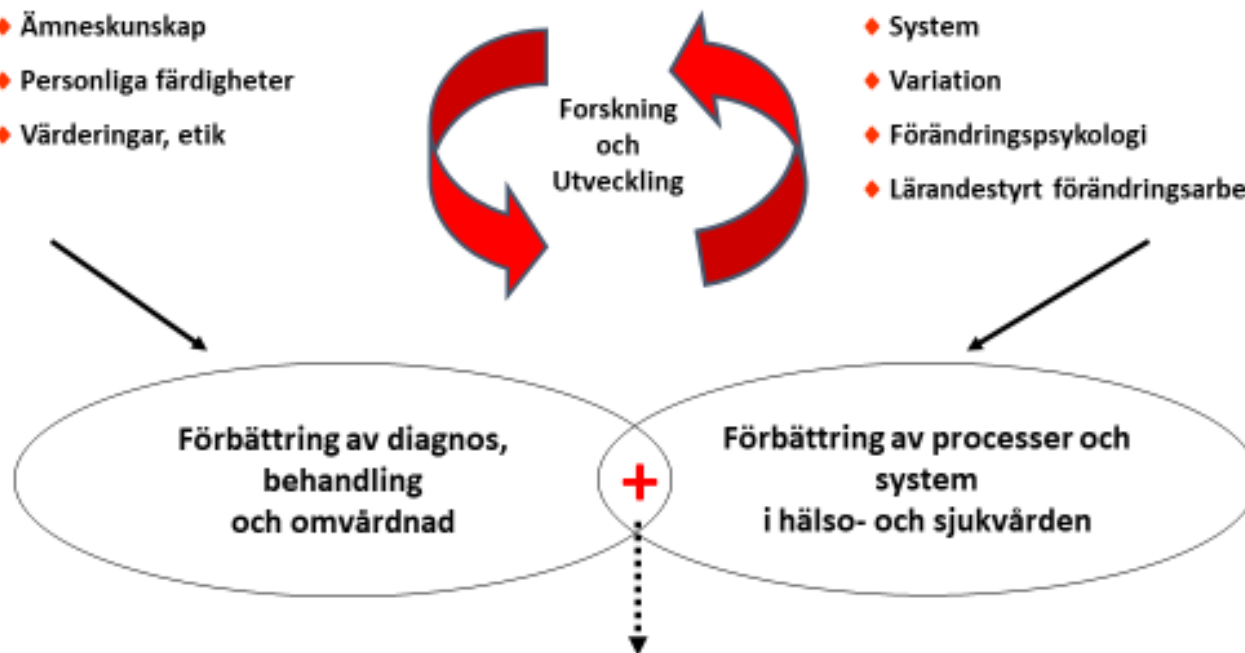 Ämneskunskap
Personliga färdigheter
Värderingar, etik
Forskning
och
Utveckling
System
Variation
Förändringspsykologi
Lärandestyrt förändringsarbe
Förbättring av diagnos,
behandling
och omvårdnad
+
Förbättring av processer och
system
i hälso- och sjukvården